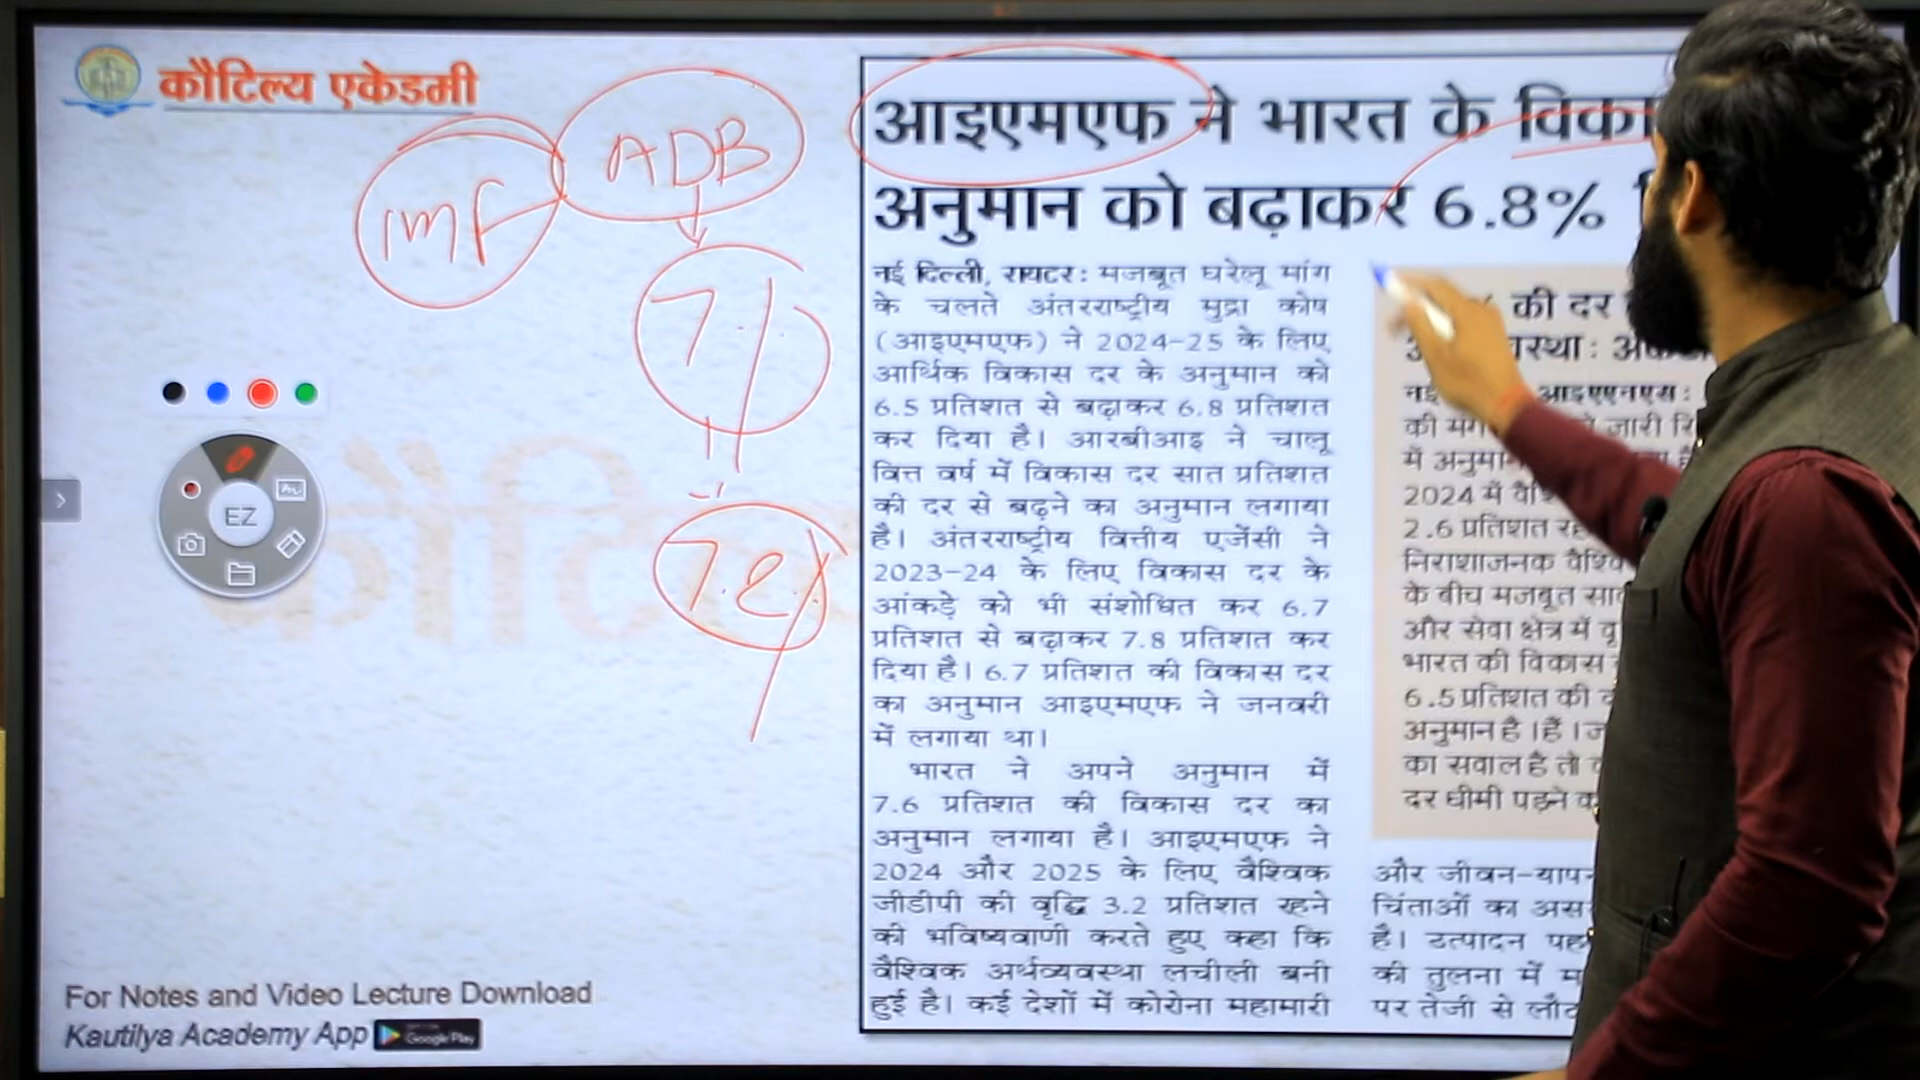 कौटिल्य एकेडमी
IMF
ADB
7%
7.2%
EZ
आइएमएफ ने भारत के विका
अनुमान को बढ़ाकर 6.8%
नई दिल्ली, रायटर: मजबूत घरेलू मांग
के चलते अंतरराष्ट्रीय मुद्रा कोष
(आइएमएफ) ने 2024-25 के लिए
आर्थिक विकास दर के अनुमान को
6.5 प्रतिशत से बढ़ाकर 6.8 प्रतिशत
कर दिया है। आरबीआइ ने चालू
वित्त वर्ष में विकास दर सात प्रतिशत
की दर से बढ़ने का अनुमान लगाया
है। अंतरराष्ट्रीय वित्तीय एजेंसी ने
2023-24 के लिए विकास दर के
आंकड़े को भी संशोधित कर 6.7
प्रतिशत से बढ़ाकर 7.8 प्रतिशत कर
दिया है। 6.7 प्रतिशत की विकास दर
का अनुमान आइएमएफ ने जनवरी
में लगाया था।
भारत ने अपने अनुमान में
7.6 प्रतिशत की विकास दर का
अनुमान लगाया है। आइएमएफ ने
2024 और 2025 के लिए वैश्विक
जीडीपी की वृद्धि 3.2 प्रतिशत रहने
की भविष्यवाणी करते हुए कहा कि
वैश्विक अर्थव्यवस्था लचीली बनी
हुई है। कई देशों में कोरोना महामारी
% की दर
नई आइएएनएस:
की जारी
में
2024 में
2.6 प्रतिशत
निराशाजनक
के बीच मजबूत
और सेवा क्षेत्र में
भारत की विकास
6.5 प्रतिशत की
अनुमान है। हैं।
का सवाल है तो
दर धीमी पड़ने
और जीवन-यापन
चिंताओं का
है। उत्पादन
की तुलना में
पर तेजी से
For Notes and Video Lecture Download
Kautilya Academy App Google Play